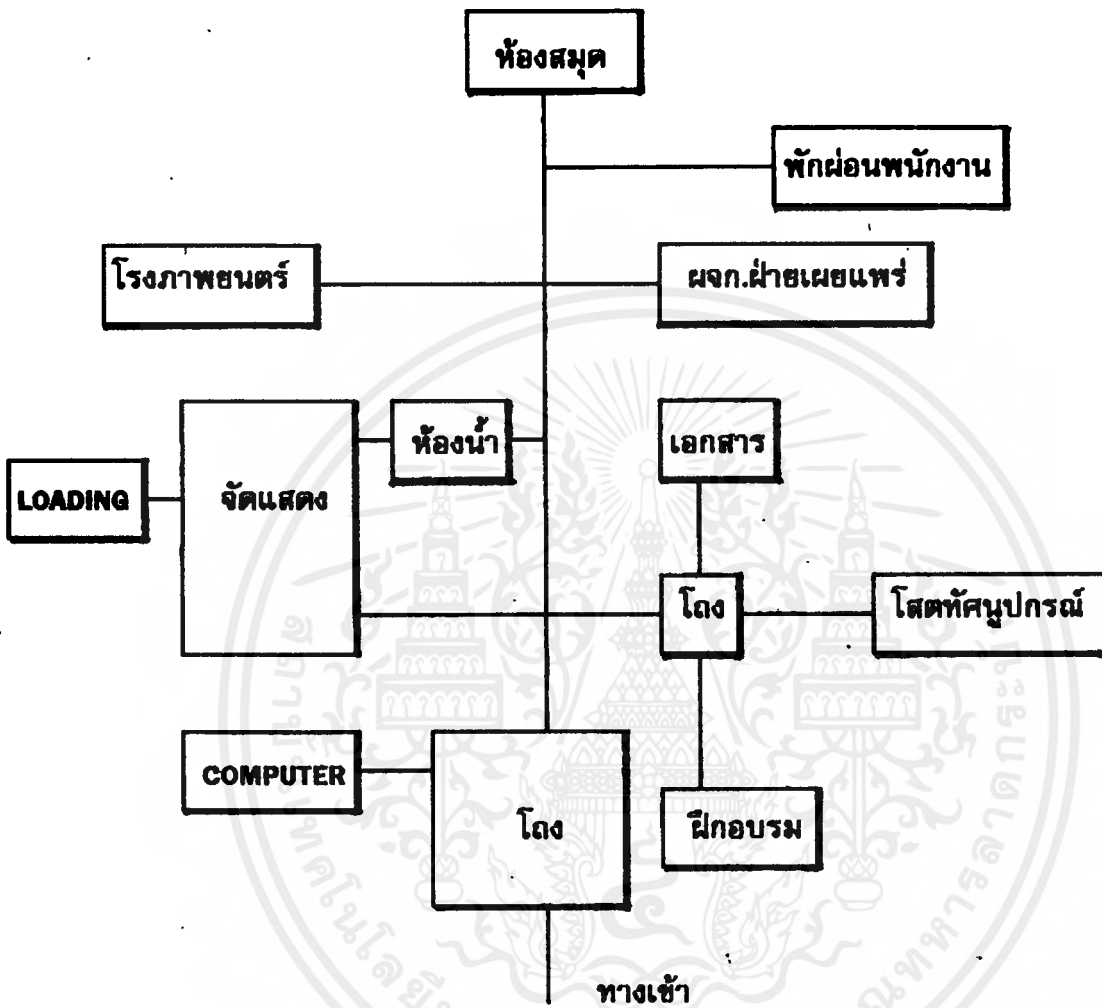 ห้องสมุด
พักผ่อนพนักงาน
โรงภาพยนตร์
ผจก.ฝ่ายเผยแพร่
ห้องน้ำ
เอกสาร
LOADING
จัดแสดง
โถง
โสตทัศนูปกรณ์
COMPUTER
โถง
ฝึกอบรม
ทางเข้า